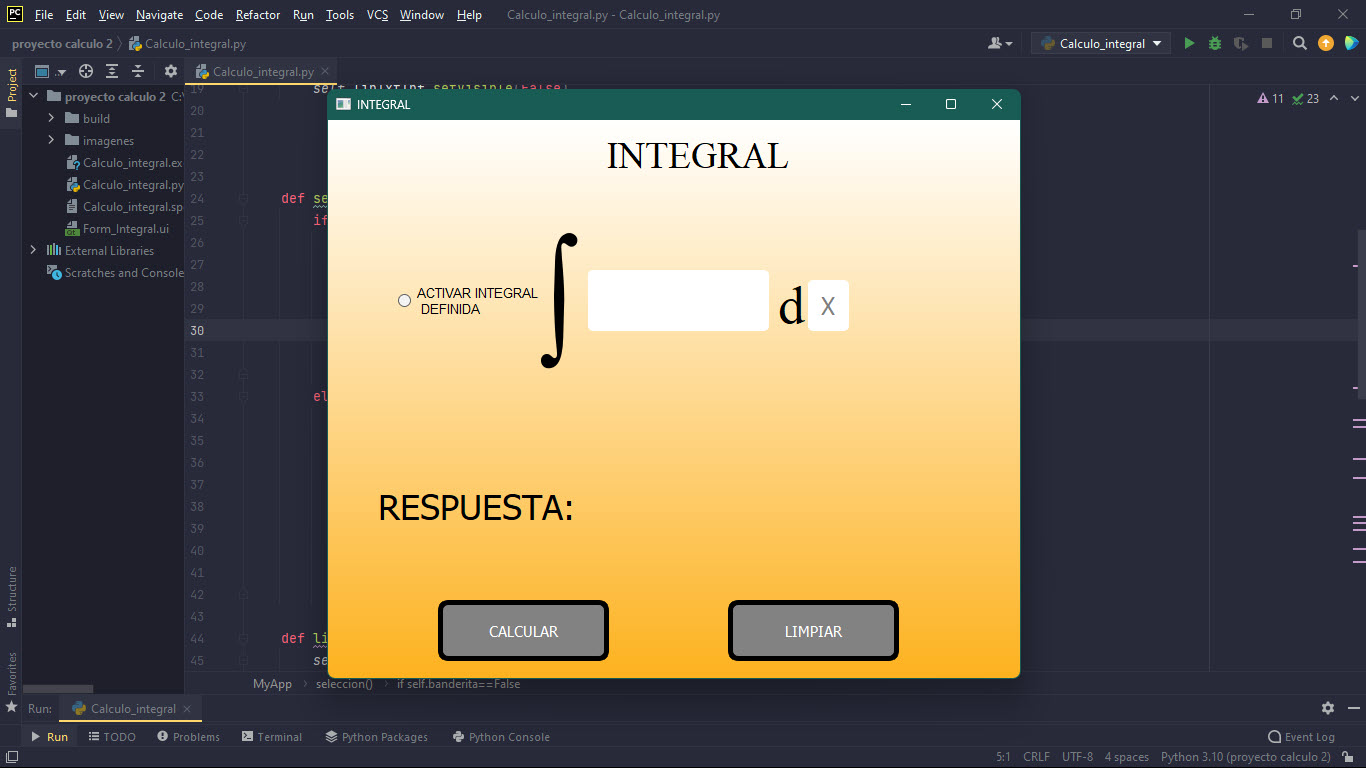 PC File Edit View Navigate Code Refactor Run Tools VCS Window Help Calculo_integral.py - Calculo_integral.py
proyecto calculo 2 Calculo_integral.py Calculo_integral
Project
Calculo_integral.py
proyecto calculo 2 C:\
build
imagenes
Calculo_integral.ex
Calculo_integral.py
Calculo_integral.sp
Form_Integral.ui
External Libraries
Scratches and Console
11 23
19
20
21
22
23
24 def se
25 if
26
27
28
29
30
31
32
33 el
34
35
36
37
38
39
40
41
42
43
44 def li
45 se
INTEGRAL
INTEGRAL
ACTIVAR INTEGRAL
DEFINIDA
∫ d X
RESPUESTA:
CALCULAR LIMPIAR
MyApp seleccion() if self.banderita==False
Structure
Favorites
Run: Calculo_integral
Run TODO Problems Terminal Python Packages Python Console Event Log
5:1 CRLF UTF-8 4 spaces Python 3.10 (proyecto calculo 2)